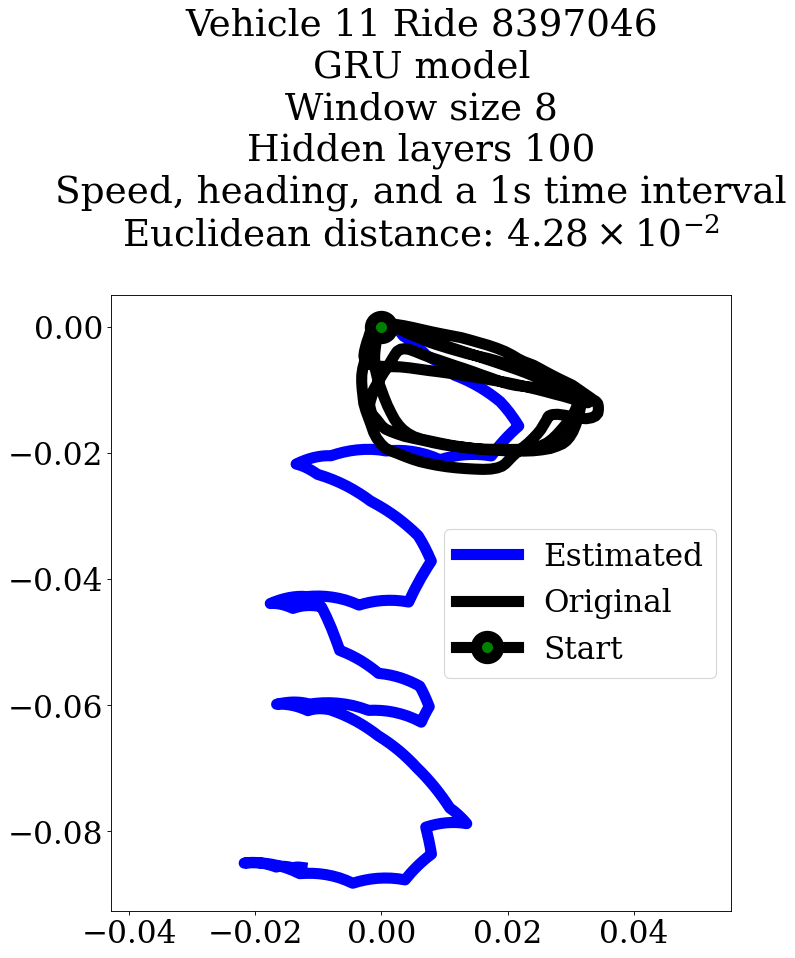 Vehicle 11 Ride 8397046
GRU model
Window size 8
Hidden layers 100
Speed, heading, and a 1s time interval
Euclidean distance: 4.28 × 10⁻²
0.00
−0.02
−0.04
−0.06
−0.08
Estimated
Original
Start
−0.04 −0.02 0.00 0.02 0.04